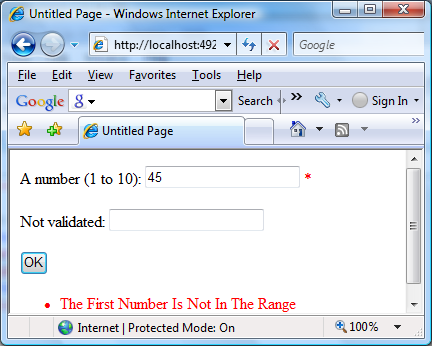 Untitled Page - Windows Internet Explorer
http://localhost:492
Google
File Edit View Favorites Tools Help
Google g Search » Sign In
Untitled Page »
A number (1 to 10): 45 *
Not validated:
OK
• The First Number Is Not In The Range
Internet | Protected Mode: On 100%